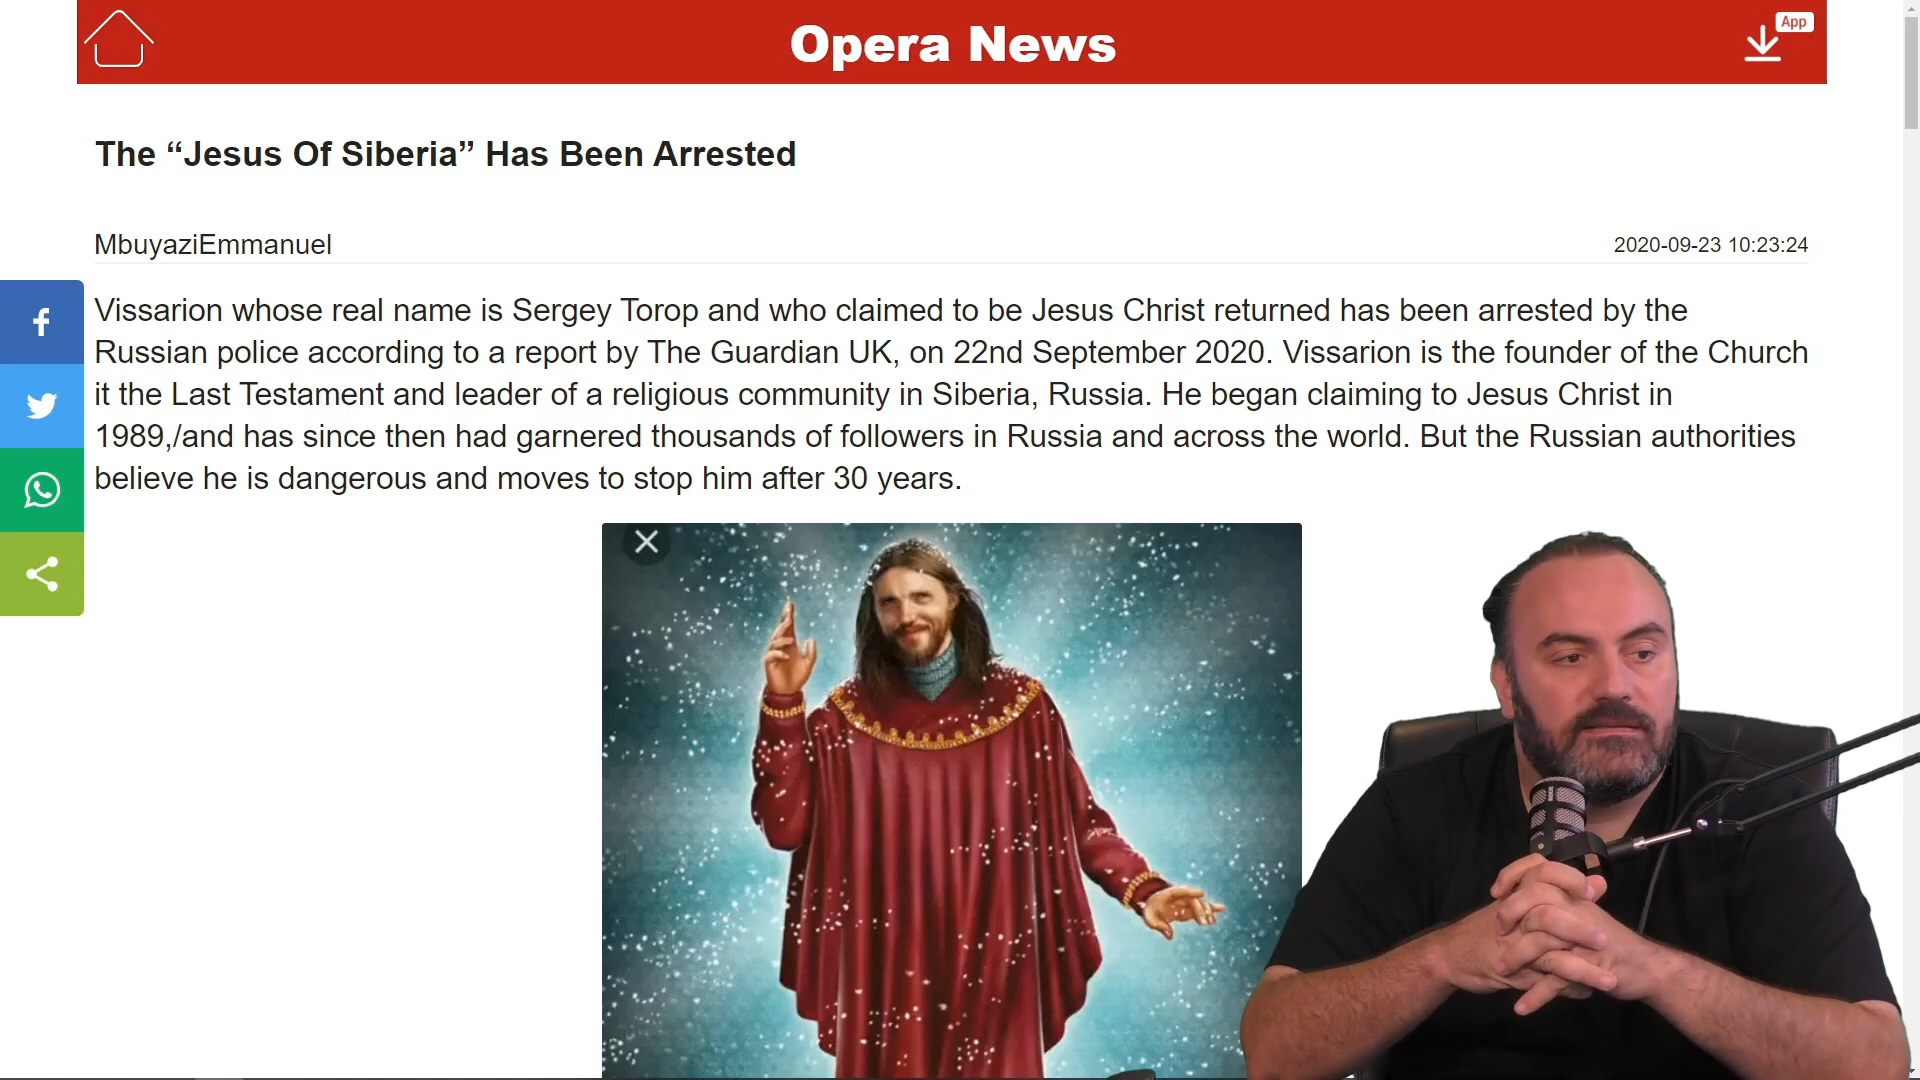 Opera News
App
The “Jesus Of Siberia” Has Been Arrested
MbuyaziEmmanuel
2020-09-23 10:23:24
Vissarion whose real name is Sergey Torop and who claimed to be Jesus Christ returned has been arrested by the
Russian police according to a report by The Guardian UK, on 22nd September 2020. Vissarion is the founder of the Church
it the Last Testament and leader of a religious community in Siberia, Russia. He began claiming to Jesus Christ in
1989,/and has since then had garnered thousands of followers in Russia and across the world. But the Russian authorities
believe he is dangerous and moves to stop him after 30 years.